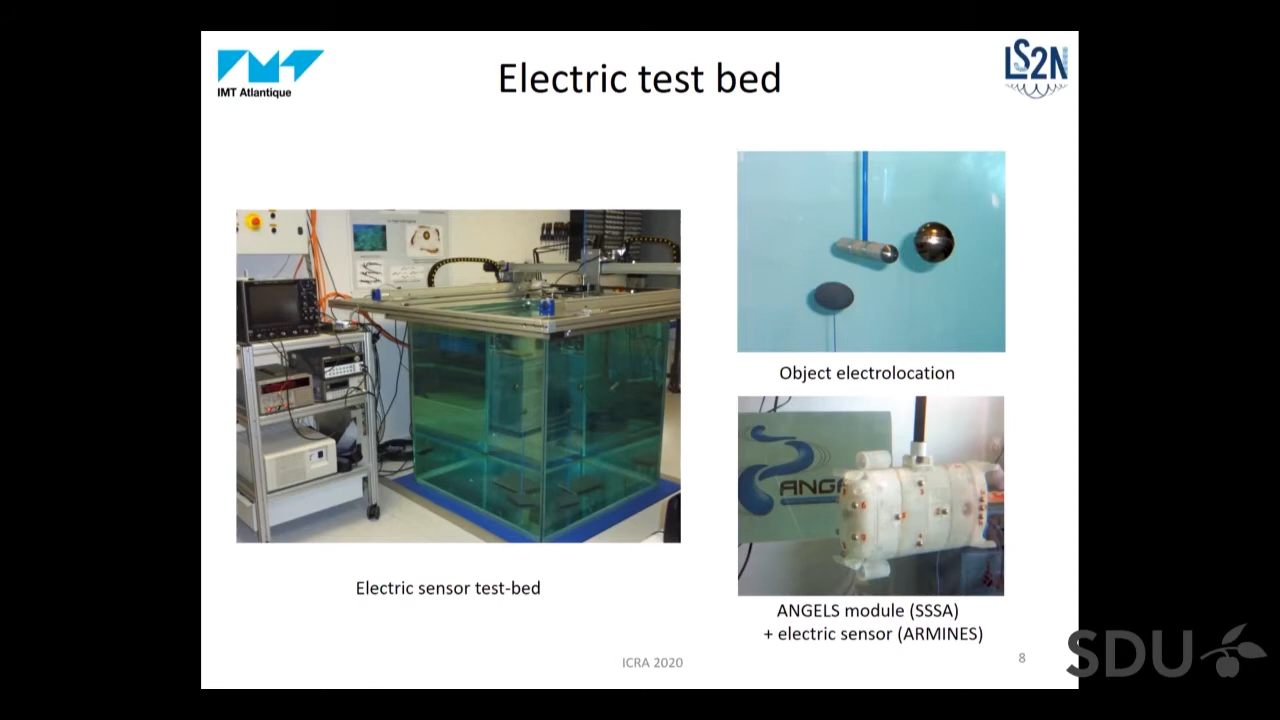 IMT Atlantique
LS2N
Electric test bed
Object electrolocation
ANGE
Electric sensor test-bed
ANGELS module (SSSA)
+ electric sensor (ARMINES)
ICRA 2020
8
SDU